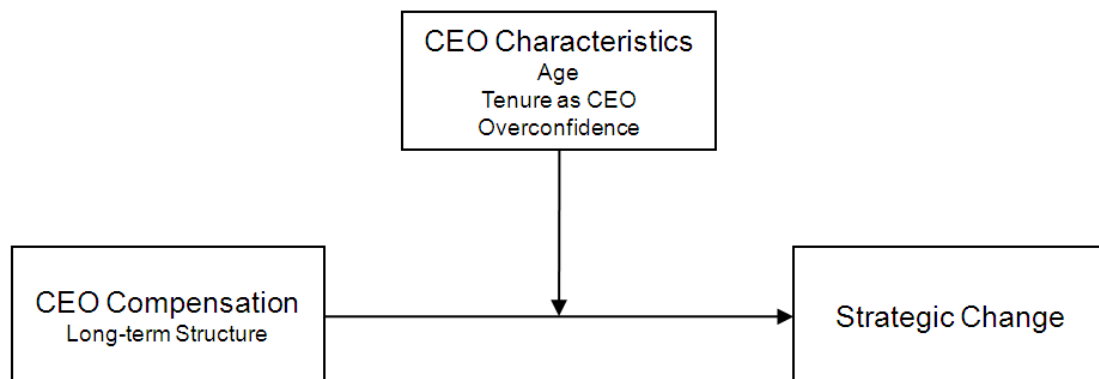 CEO Characteristics
Age
Tenure as CEO
Overconfidence
CEO Compensation
Long-term Structure
Strategic Change